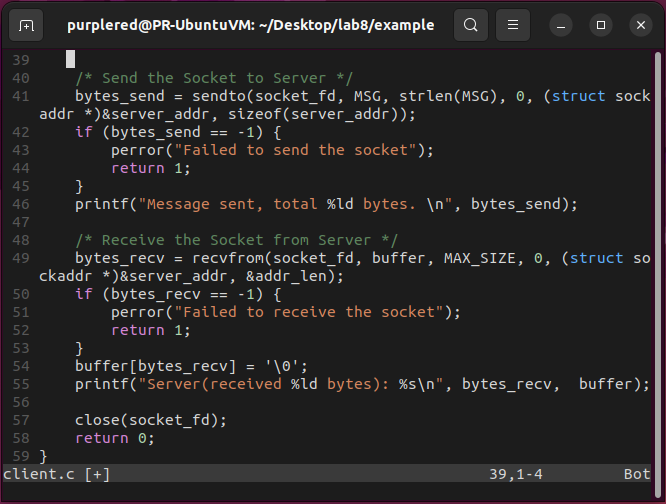 purplered@PR-UbuntuVM: ~/Desktop/lab8/example
39
40     /* Send the Socket to Server */
41     bytes_send = sendto(socket_fd, MSG, strlen(MSG), 0, (struct sock
addr *)&server_addr, sizeof(server_addr));
42     if (bytes_send == -1) {
43         perror("Failed to send the socket");
44         return 1;
45     }
46     printf("Message sent, total %ld bytes. \n", bytes_send);
47
48     /* Receive the Socket from Server */
49     bytes_recv = recvfrom(socket_fd, buffer, MAX_SIZE, 0, (struct so
ckaddr *)&server_addr, &addr_len);
50     if (bytes_recv == -1) {
51         perror("Failed to receive the socket");
52         return 1;
53     }
54     buffer[bytes_recv] = '\0';
55     printf("Server(received %ld bytes): %s\n", bytes_recv,  buffer);
56
57     close(socket_fd);
58     return 0;
59 }
client.c [+] 39,1-4 Bot